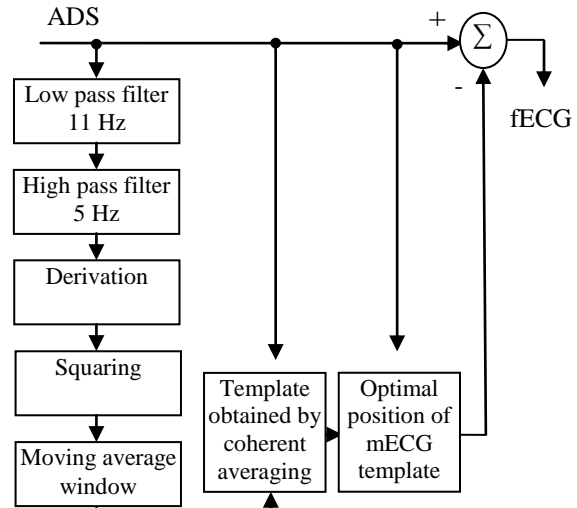 ADS
+
Σ
-
fECG
Low pass filter
11 Hz
High pass filter
5 Hz
Derivation
Squaring
Moving average
window
Template
obtained by
coherent
averaging
Optimal
position of
mECG
template